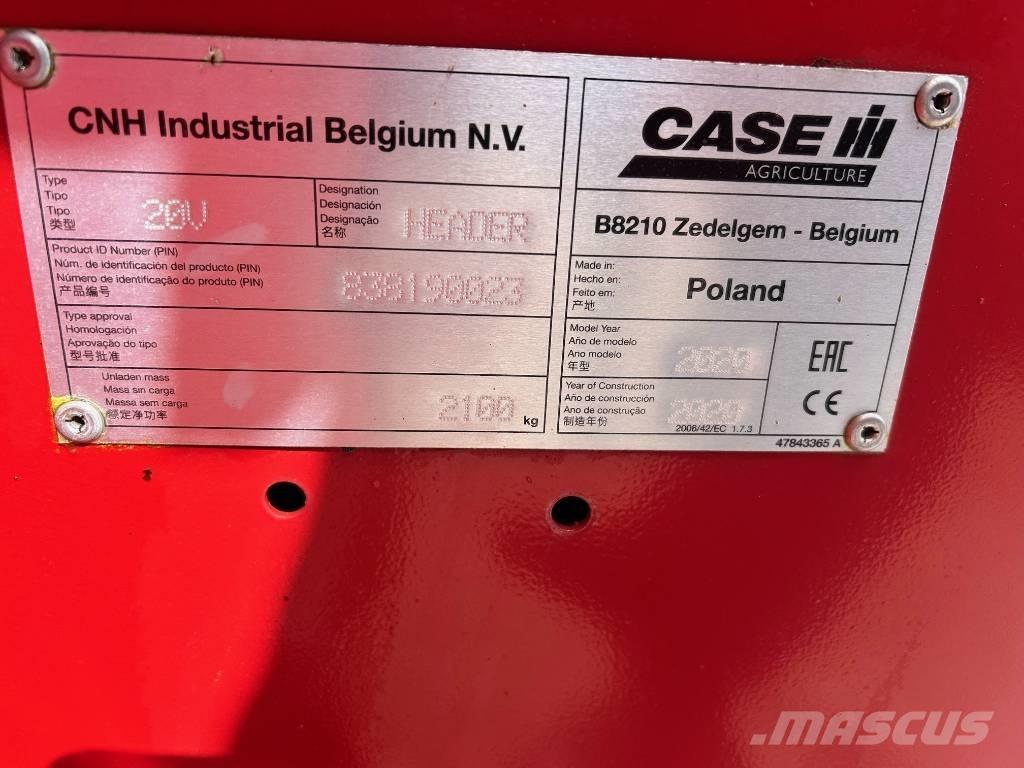 CNH Industrial Belgium N.V.
Type
Tipo
Tipo
类型
20V
Designation
Designación
Designação
名称
HEADER
Product ID Number (PIN)
Núm. de identificación del producto (PIN)
Número de identificação do produto (PIN)
产品编号
838190023
Type approval
Homologación
Aprovação do tipo
型号批准
Unladen mass
Masa sin carga
Massa sem carga
额定净功率
2100 kg
CASE IH
AGRICULTURE
B8210 Zedelgem - Belgium
Made in:
Hecho en:
Feito em:
产地
Poland
Model Year
Año de modelo
Ano modelo
年型
2020
Year of Construction
Año de construcción
Ano de construção
制造年份
2020
2006/42/EC 1.7.3
EAC
CE
47843365 A
MASCUS